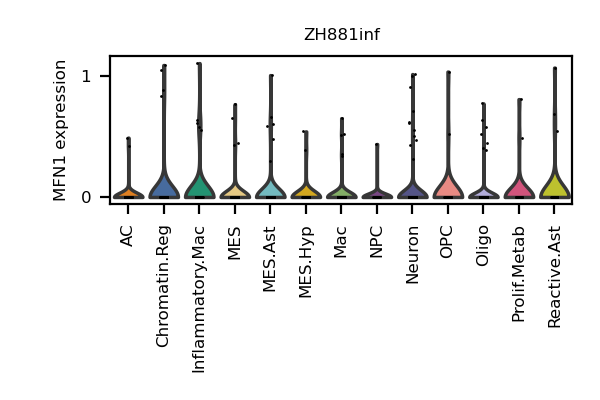 ZH881inf
MFN1 expression
1
0
AC
Chromatin.Reg
Inflammatory.Mac
MES
MES.Ast
MES.Hyp
Mac
NPC
Neuron
OPC
Oligo
Prolif.Metab
Reactive.Ast